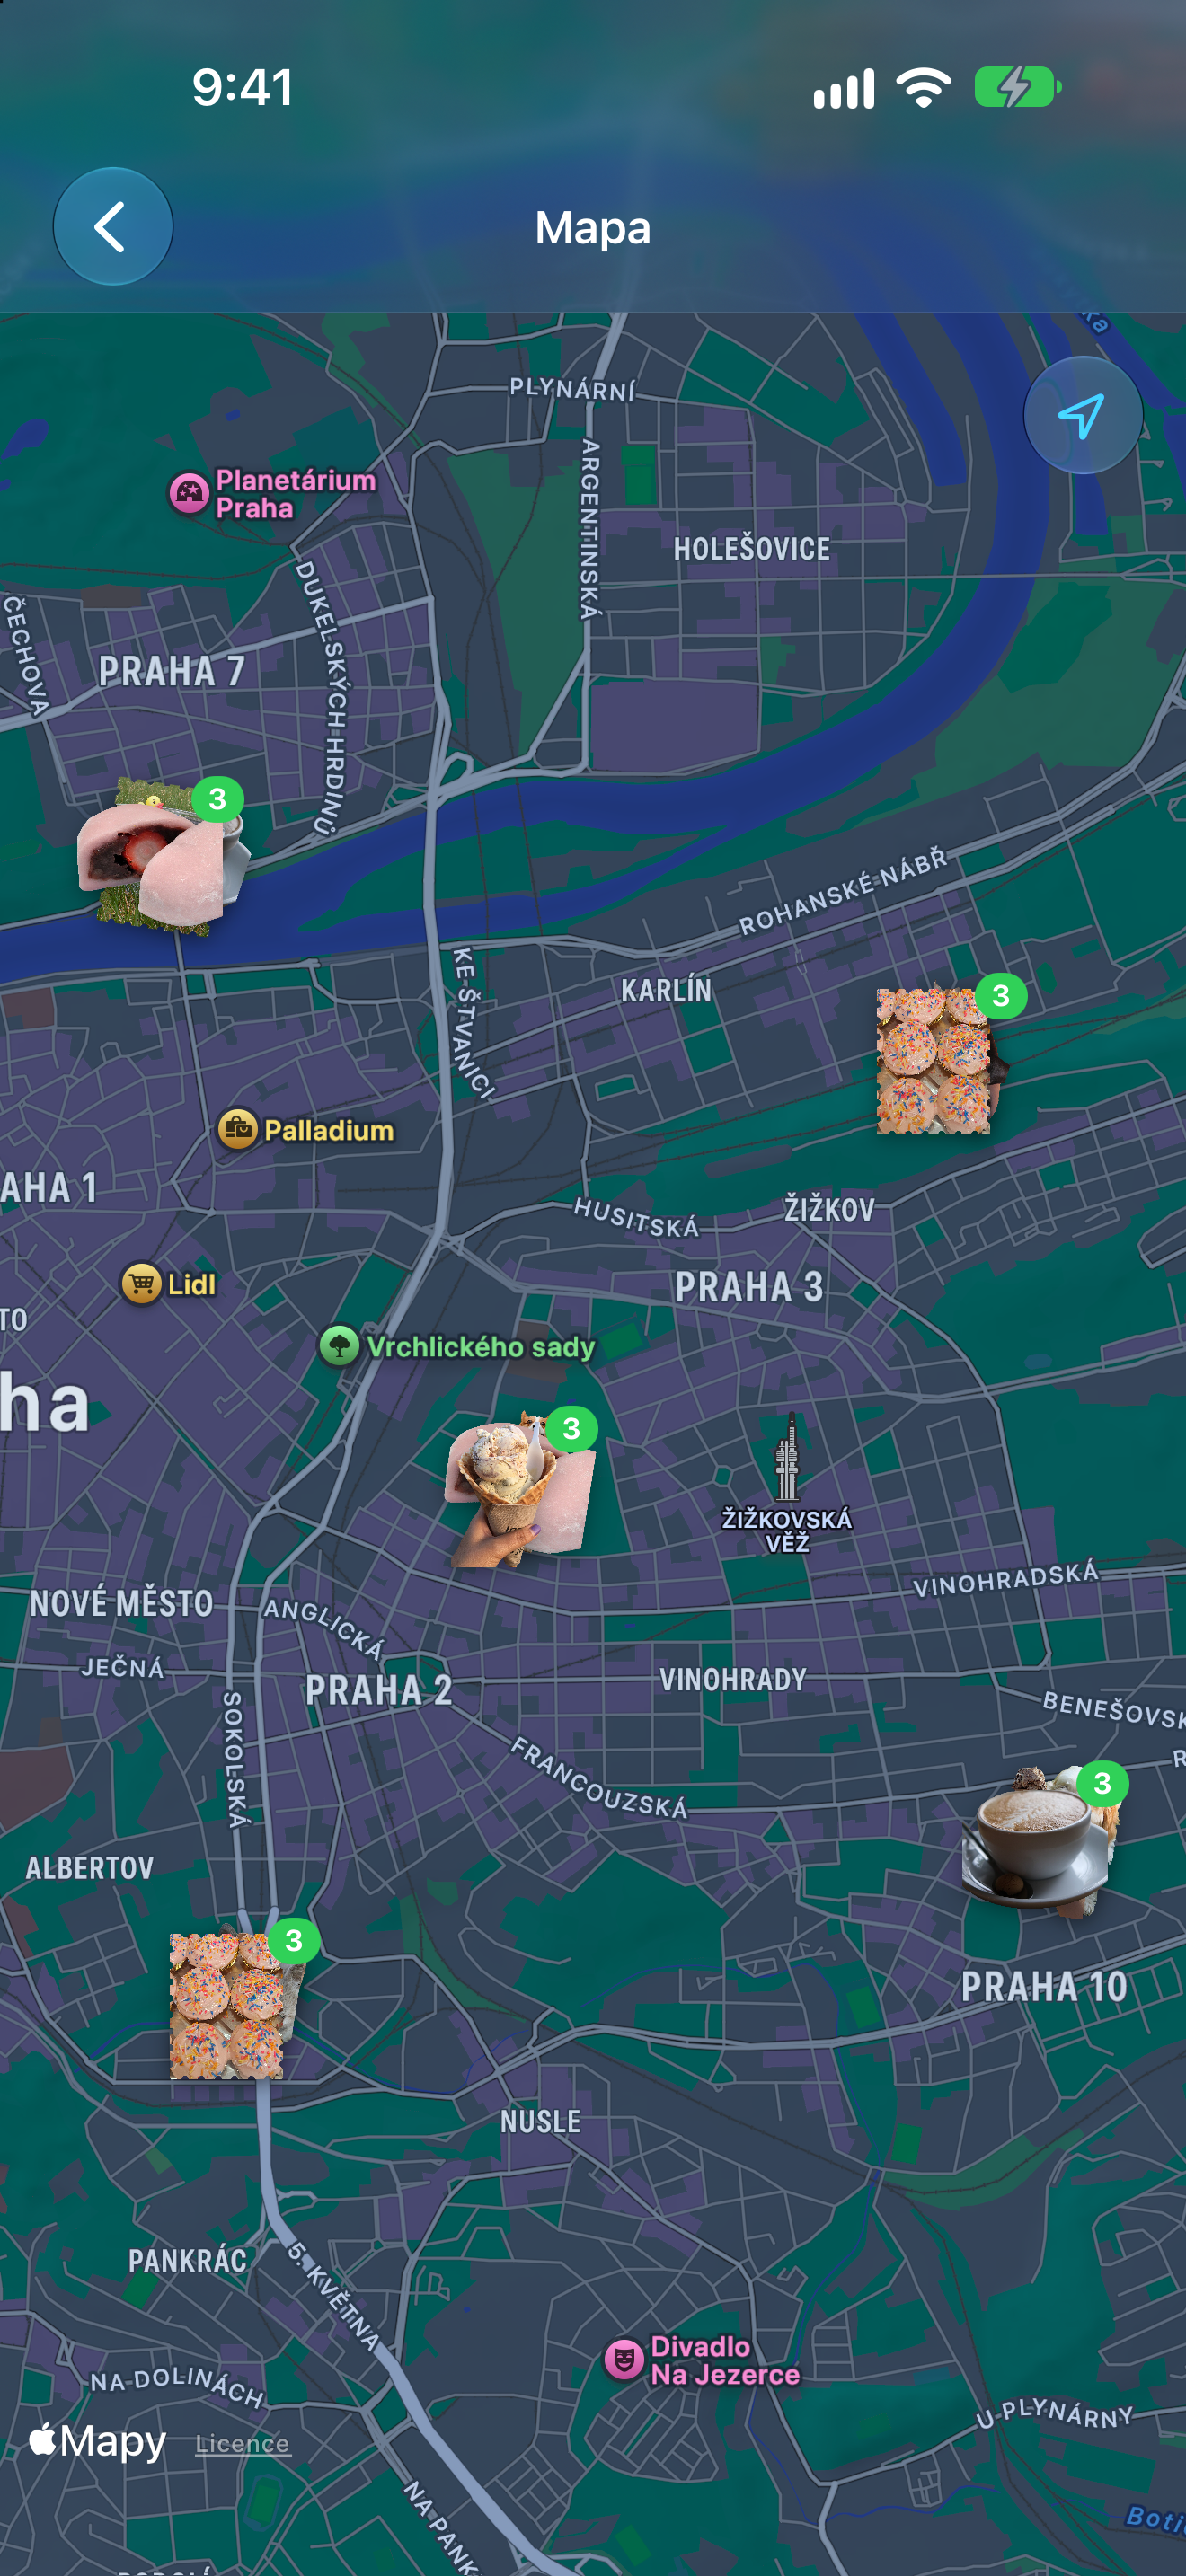 9:41
Mapa
PLYNÁRNÍ
ARGENTINSKÁ
Planetárium
Praha
HOLEŠOVICE
DUKELSKÝCH HRDINŮ
ČECHOVA
PRAHA 7
3
ROHANSKÉ NÁBŘ
KE ŠTVANICI
KARLÍN
3
Palladium
AHA 1
HUSITSKÁ
ŽIŽKOV
Lidl
PRAHA 3
TO
Vrchlického sady
ha
3
ŽIŽKOVSKÁ
VĚŽ
VINOHRADSKÁ
NOVÉ MĚSTO
ANGLICKÁ
JEČNÁ
PRAHA 2
VINOHRADY
SOKOLSKÁ
BENEŠOVSK
R
FRANCOUZSKÁ
3
ALBERTOV
3
PRAHA 10
NUSLE
PANKRÁC
5. KVĚTNA
Divadlo
Na Jezerce
NA DOLINÁCH
U PLYNÁRNY
Mapy
Licence
NA PANK
Botič